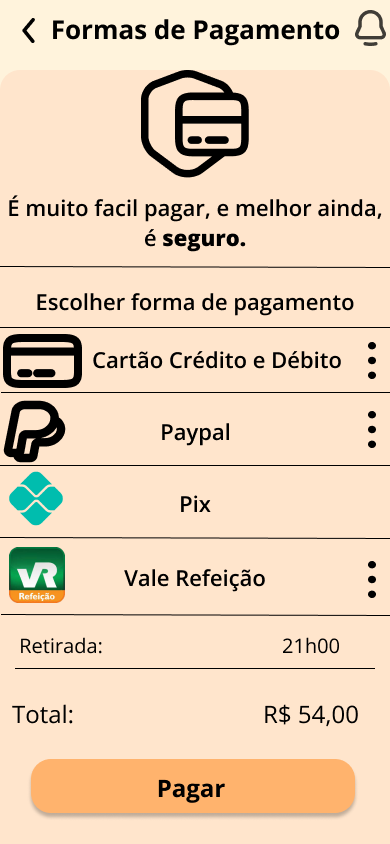 Formas de Pagamento
É muito facil pagar, e melhor ainda,
é seguro.
Escolher forma de pagamento
Cartão Crédito e Débito
Paypal
Pix
VR
Refeição
Vale Refeição
Retirada: 21h00
Total: R$ 54,00
Pagar